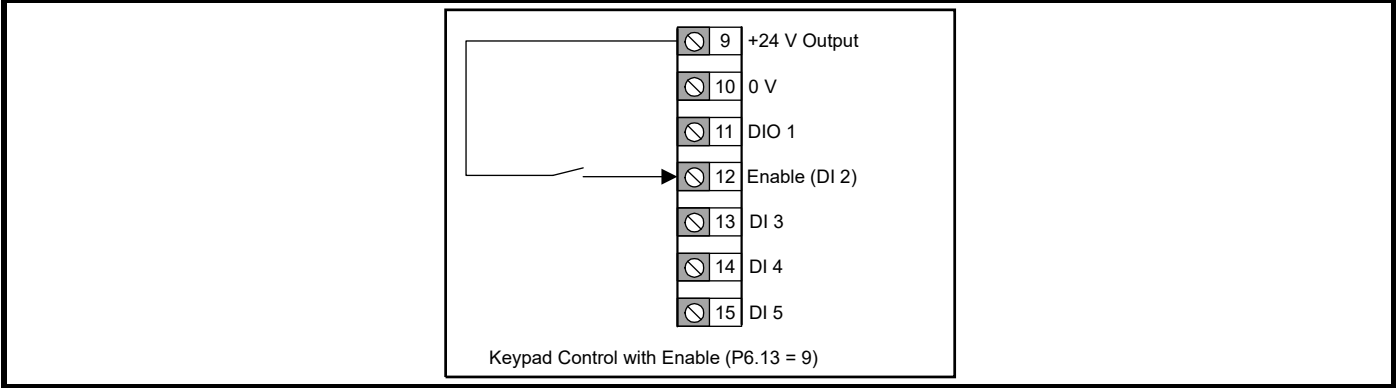 9 +24 V Output
10 0 V
11 DIO 1
12 Enable (DI 2)
13 DI 3
14 DI 4
15 DI 5
Keypad Control with Enable (P6.13 = 9)